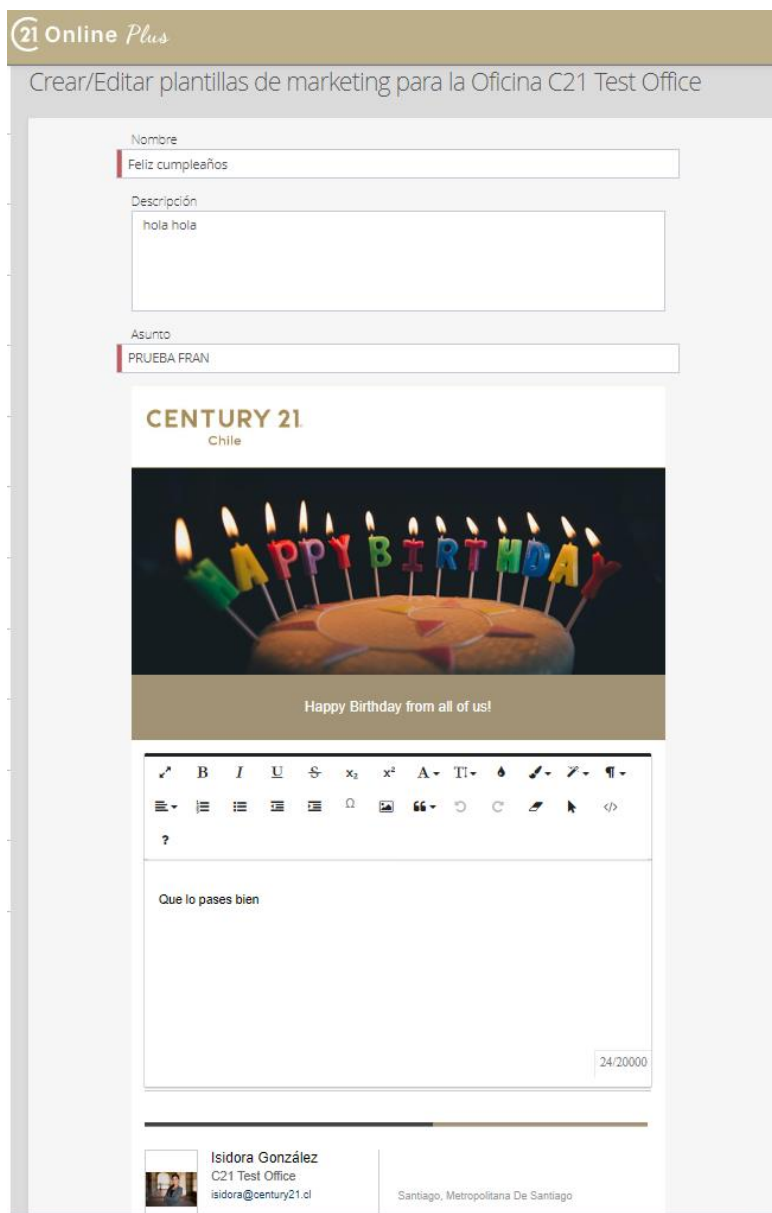 21 Online Plus
Crear/Editar plantillas de marketing para la Oficina C21 Test Office
Nombre
Feliz cumpleaños
Descripción
hola hola
Asunto
PRUEBA FRAN
CENTURY 21.
Chile
HAPPY BIRTHDAY
Happy Birthday from all of us!
B I U S x₂ x² A T
Ω </>
?
Que lo pases bien
24/20000
Isidora González
C21 Test Office
isidora@century21.cl
Santiago, Metropolitana De Santiago